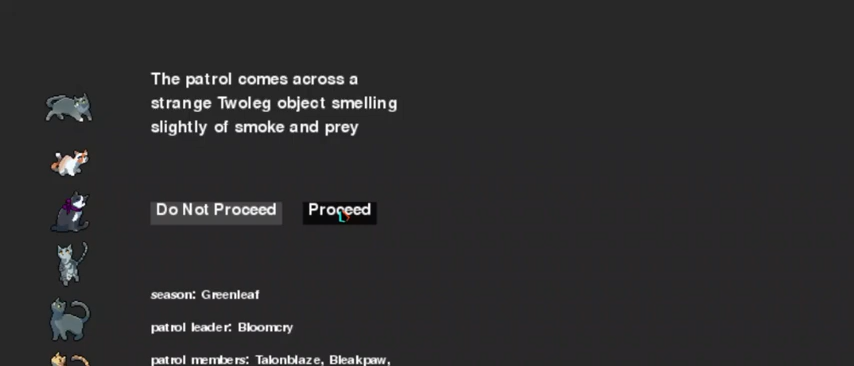 The patrol comes across a
strange Twoleg object smelling
slightly of smoke and prey
Do Not Proceed Proceed
season: Greenleaf
patrol leader: Bloomcry
patrol members: Talonblaze, Bleakpaw,